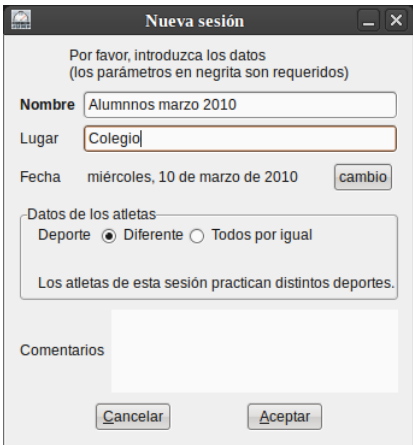 Nueva sesión
Por favor, introduzca los datos
(los parámetros en negrita son requeridos)
Nombre Alumnnos marzo 2010
Lugar Colegio
Fecha miércoles, 10 de marzo de 2010 cambio
Datos de los atletas
Deporte Diferente Todos por igual
Los atletas de esta sesión practican distintos deportes.
Comentarios
Cancelar Aceptar